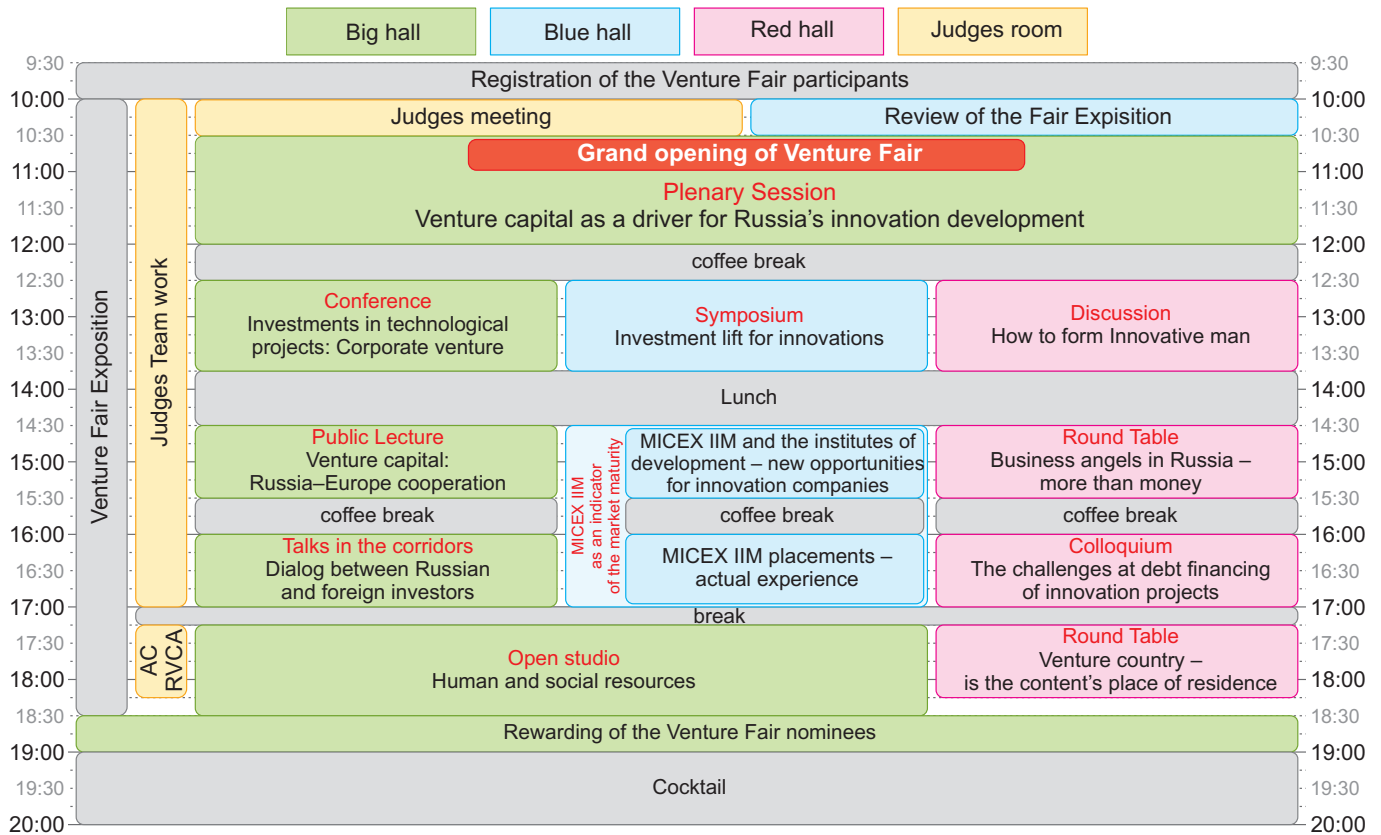 Big hall
Blue hall
Red hall
Judges room
9:30
Registration of the Venture Fair participants
9:30
10:00
10:00
Judges meeting
Review of the Fair Expisition
10:30
10:30
Grand opening of Venture Fair
11:00
11:00
Plenary Session
11:30
Venture capital as a driver for Russia’s innovation development
11:30
12:00
12:00
coffee break
12:30
12:30
Venture Fair Exposition
Judges Team work
Conference
Investments in technological
projects: Corporate venture
Symposium
Investment lift for innovations
Discussion
How to form Innovative man
13:00
13:00
13:30
13:30
14:00
Lunch
14:00
14:30
14:30
Public Lecture
Venture capital:
Russia–Europe cooperation
MICEX IIM
as an indicator
of the market maturity
MICEX IIM and the institutes of
development – new opportunities
for innovation companies
Round Table
Business angels in Russia –
more than money
15:00
15:00
15:30
15:30
coffee break
coffee break
coffee break
16:00
16:00
Talks in the corridors
Dialog between Russian
and foreign investors
MICEX IIM placements –
actual experience
Colloquium
The challenges at debt financing
of innovation projects
16:30
16:30
17:00
17:00
break
AC
RVCA
Open studio
Human and social resources
Round Table
Venture country –
is the content’s place of residence
17:30
17:30
18:00
18:00
18:30
18:30
Rewarding of the Venture Fair nominees
19:00
19:00
Cocktail
19:30
19:30
20:00
20:00